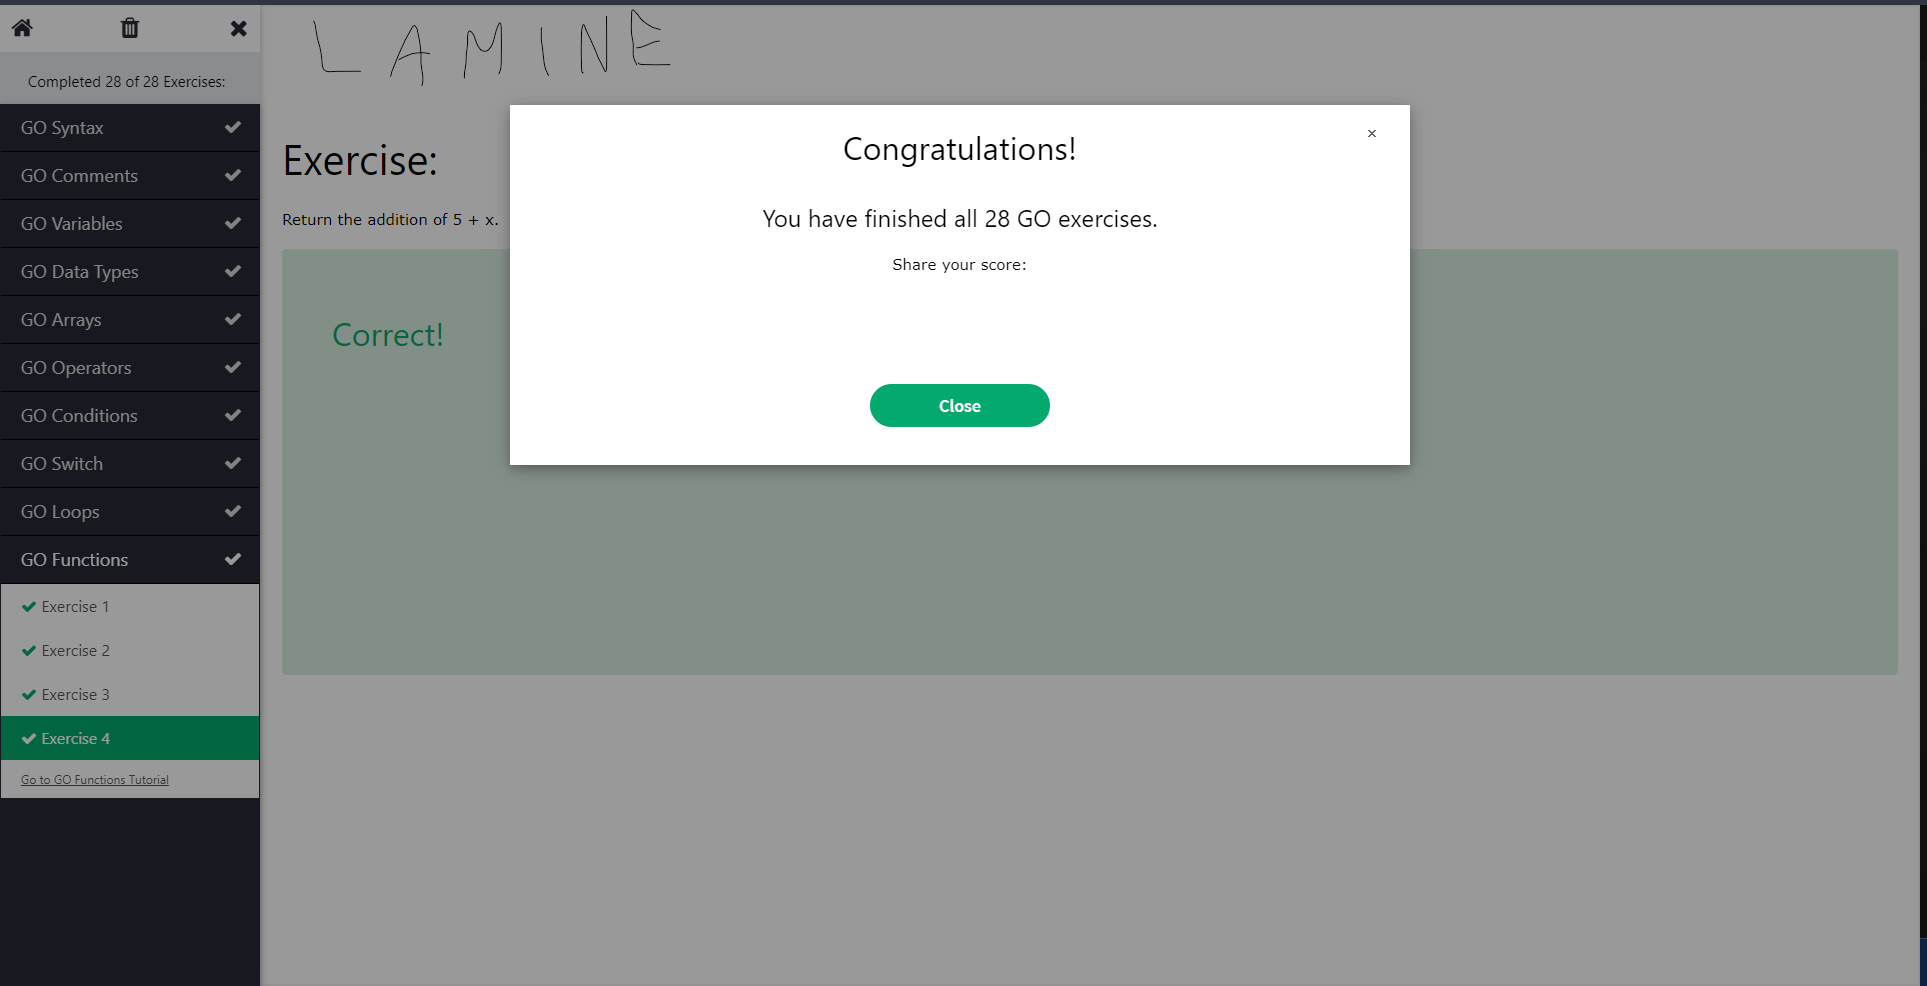 LAMINE
Completed 28 of 28 Exercises:
GO Syntax
GO Comments
GO Variables
GO Data Types
GO Arrays
GO Operators
GO Conditions
GO Switch
GO Loops
GO Functions
Exercise 1
Exercise 2
Exercise 3
Exercise 4
Go to GO Functions Tutorial
Exercise:
Return the addition of 5 + x.
Correct!
×
Congratulations!
You have finished all 28 GO exercises.
Share your score:
Close